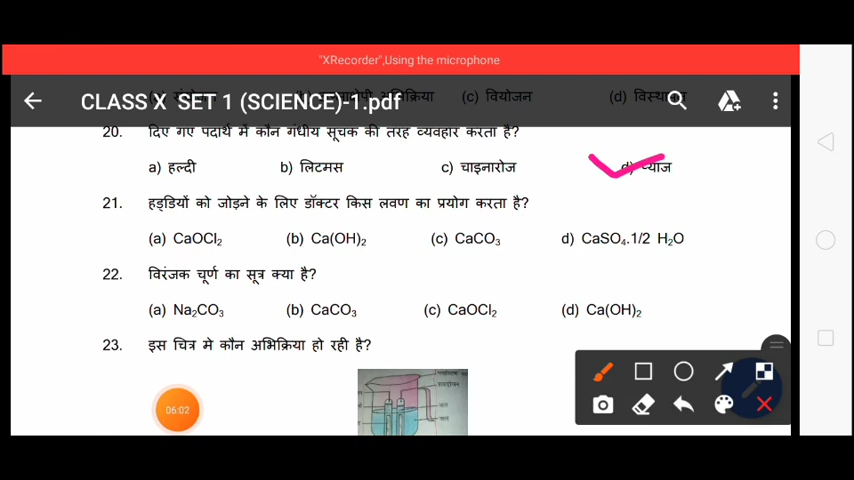 "XRecorder",Using the microphone
CLASS X SET 1 (SCIENCE)-1.pdf
(c) वियोजन (d) विस्थापन
20. दिए गए पदार्थ में कौन गंधीय सूचक की तरह व्यवहार करता है?
a) हल्दी b) लिटमस c) चाइनारोज d) प्याज
21. हड्डियों को जोड़ने के लिए डॉक्टर किस लवण का प्रयोग करता है?
(a) CaOCl₂ (b) Ca(OH)₂ (c) CaCO₃ d) CaSO₄.1/2 H₂O
22. विरंजक चूर्ण का सूत्र क्या है?
(a) Na₂CO₃ (b) CaCO₃ (c) CaOCl₂ (d) Ca(OH)₂
23. इस चित्र मे कौन अभिक्रिया हो रही है?
06:02